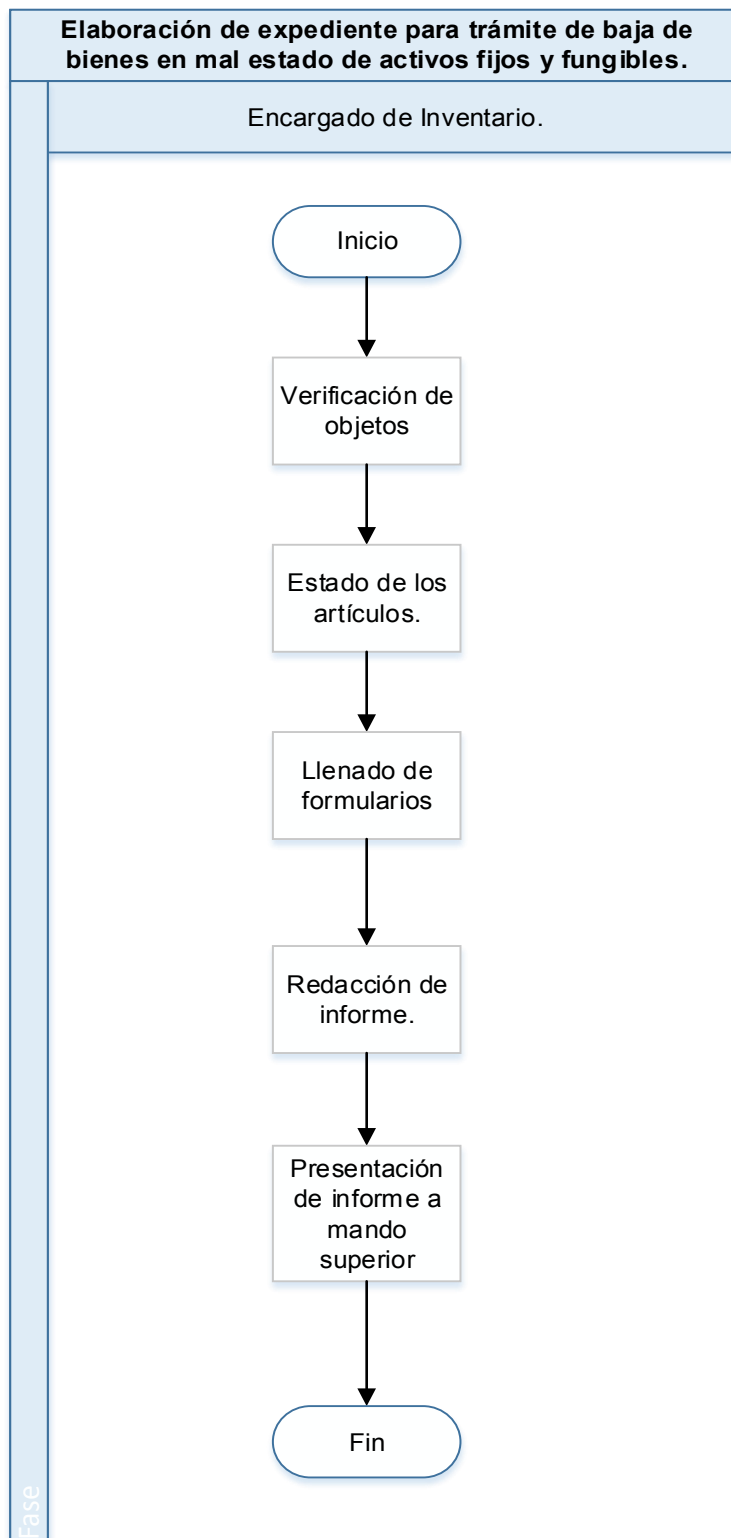 Elaboración de expediente para trámite de baja de
bienes en mal estado de activos fijos y fungibles.
Encargado de Inventario.
Inicio
Verificación de
objetos
Estado de los
artículos.
Llenado de
formularios
Redacción de
informe.
Presentación
de informe a
mando
superior
Fin
Fase